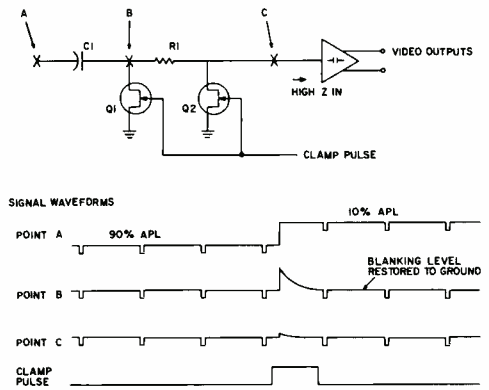 A
B
C
C1
R1
Q1
Q2
HIGH Z IN
VIDEO OUTPUTS
CLAMP PULSE
SIGNAL WAVEFORMS
POINT A
90% APL
10% APL
BLANKING LEVEL
RESTORED TO GROUND
POINT B
POINT C
CLAMP
PULSE